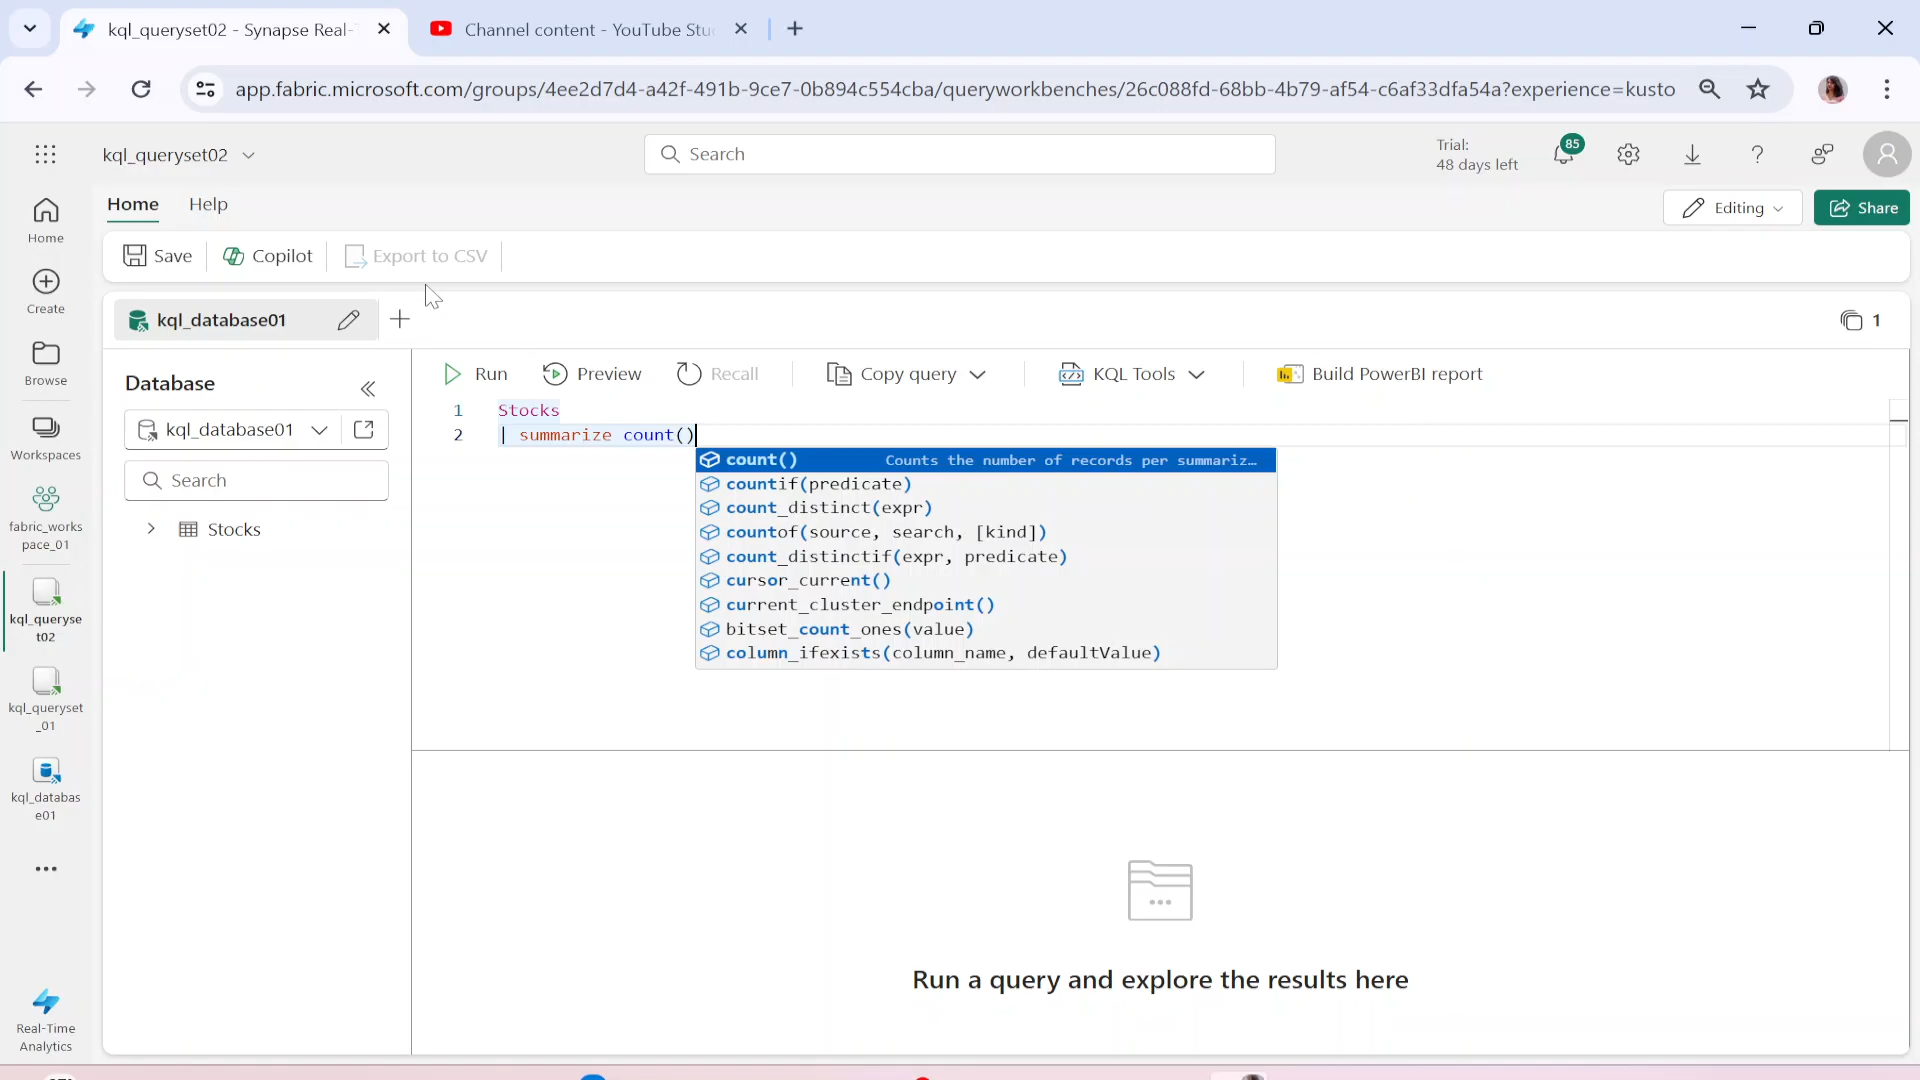 kql_queryset02 - Synapse Real-
Channel content - YouTube Stu
app.fabric.microsoft.com/groups/4ee2d7d4-a42f-491b-9ce7-0b894c554cba/queryworkbenches/26c088fd-68bb-4b79-af54-c6af33dfa54a?experience=kusto
kql_queryset02
Search
Trial:
48 days left
85
Home
Help
Editing
Share
Save
Copilot
Export to CSV
Home
Create
Browse
Workspaces
fabric_works
pace_01
kql_queryse
t02
kql_queryset
_01
kql_databas
e01
Real-Time
Analytics
kql_database01
1
Database
kql_database01
Search
Stocks
Run
Preview
Recall
Copy query
KQL Tools
Build PowerBI report
1 Stocks
2 | summarize count()
count() Counts the number of records per summariz…
countif(predicate)
count_distinct(expr)
countof(source, search, [kind])
count_distinctif(expr, predicate)
cursor_current()
current_cluster_endpoint()
bitset_count_ones(value)
column_ifexists(column_name, defaultValue)
Run a query and explore the results here